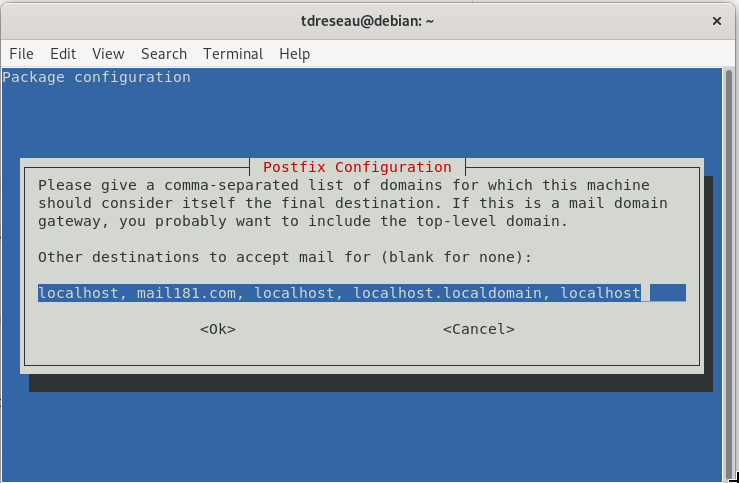 tdreseau@debian: ~
×
File Edit View Search Terminal Help
Package configuration
Postfix Configuration
Please give a comma-separated list of domains for which this machine
should consider itself the final destination. If this is a mail domain
gateway, you probably want to include the top-level domain.
Other destinations to accept mail for (blank for none):
localhost, mail181.com, localhost, localhost.localdomain, localhost
<Ok> <Cancel>